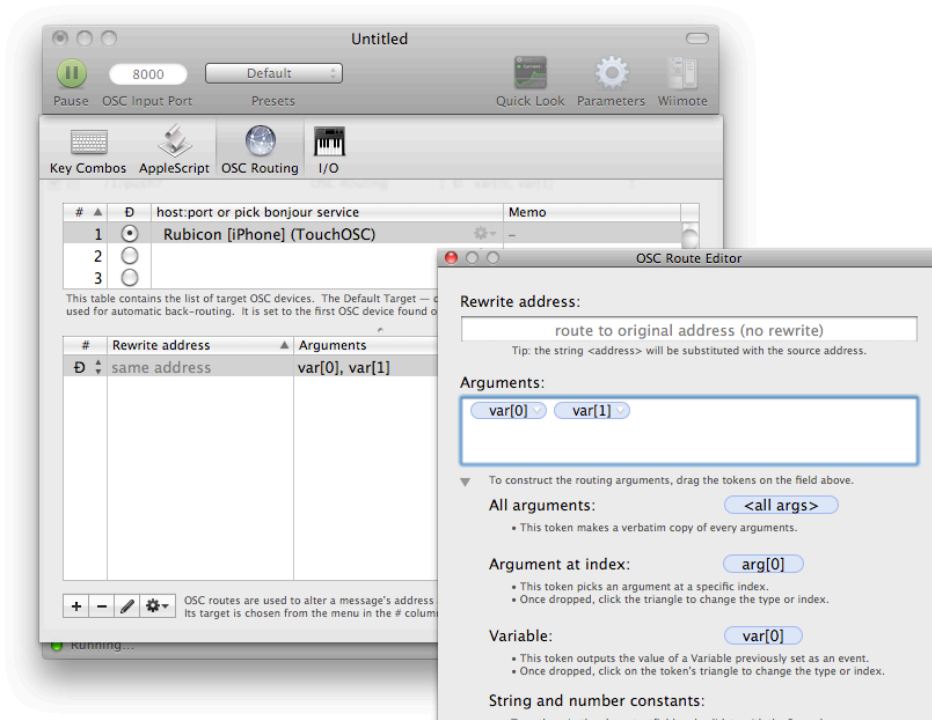 Untitled
8000
Default
Pause
OSC Input Port
Presets
Quick Look
Parameters
Wiimote
Key Combos
AppleScript
OSC Routing
I/O
# Đ host:port or pick bonjour service Memo
1 Rubicon [iPhone] (TouchOSC) –
2
3
This table contains the list of target OSC devices. The Default Target —
used for automatic back-routing. It is set to the first OSC device found
# Rewrite address Arguments
Đ same address var[0], var[1]
+ –
OSC routes are used to alter a message's address
Its target is chosen from the menu in the # colum
Running...
OSC Route Editor
Rewrite address:
route to original address (no rewrite)
Tip: the string <address> will be substituted with the source address.
Arguments:
var[0] var[1]
To construct the routing arguments, drag the tokens on the field above.
All arguments: <all args>
• This token makes a verbatim copy of every arguments.
Argument at index: arg[0]
• This token picks an argument at a specific index.
• Once dropped, click the triangle to change the type or index.
Variable: var[0]
• This token outputs the value of a Variable previously set as an event.
• Once dropped, click on the token's triangle to change the type or index.
String and number constants: